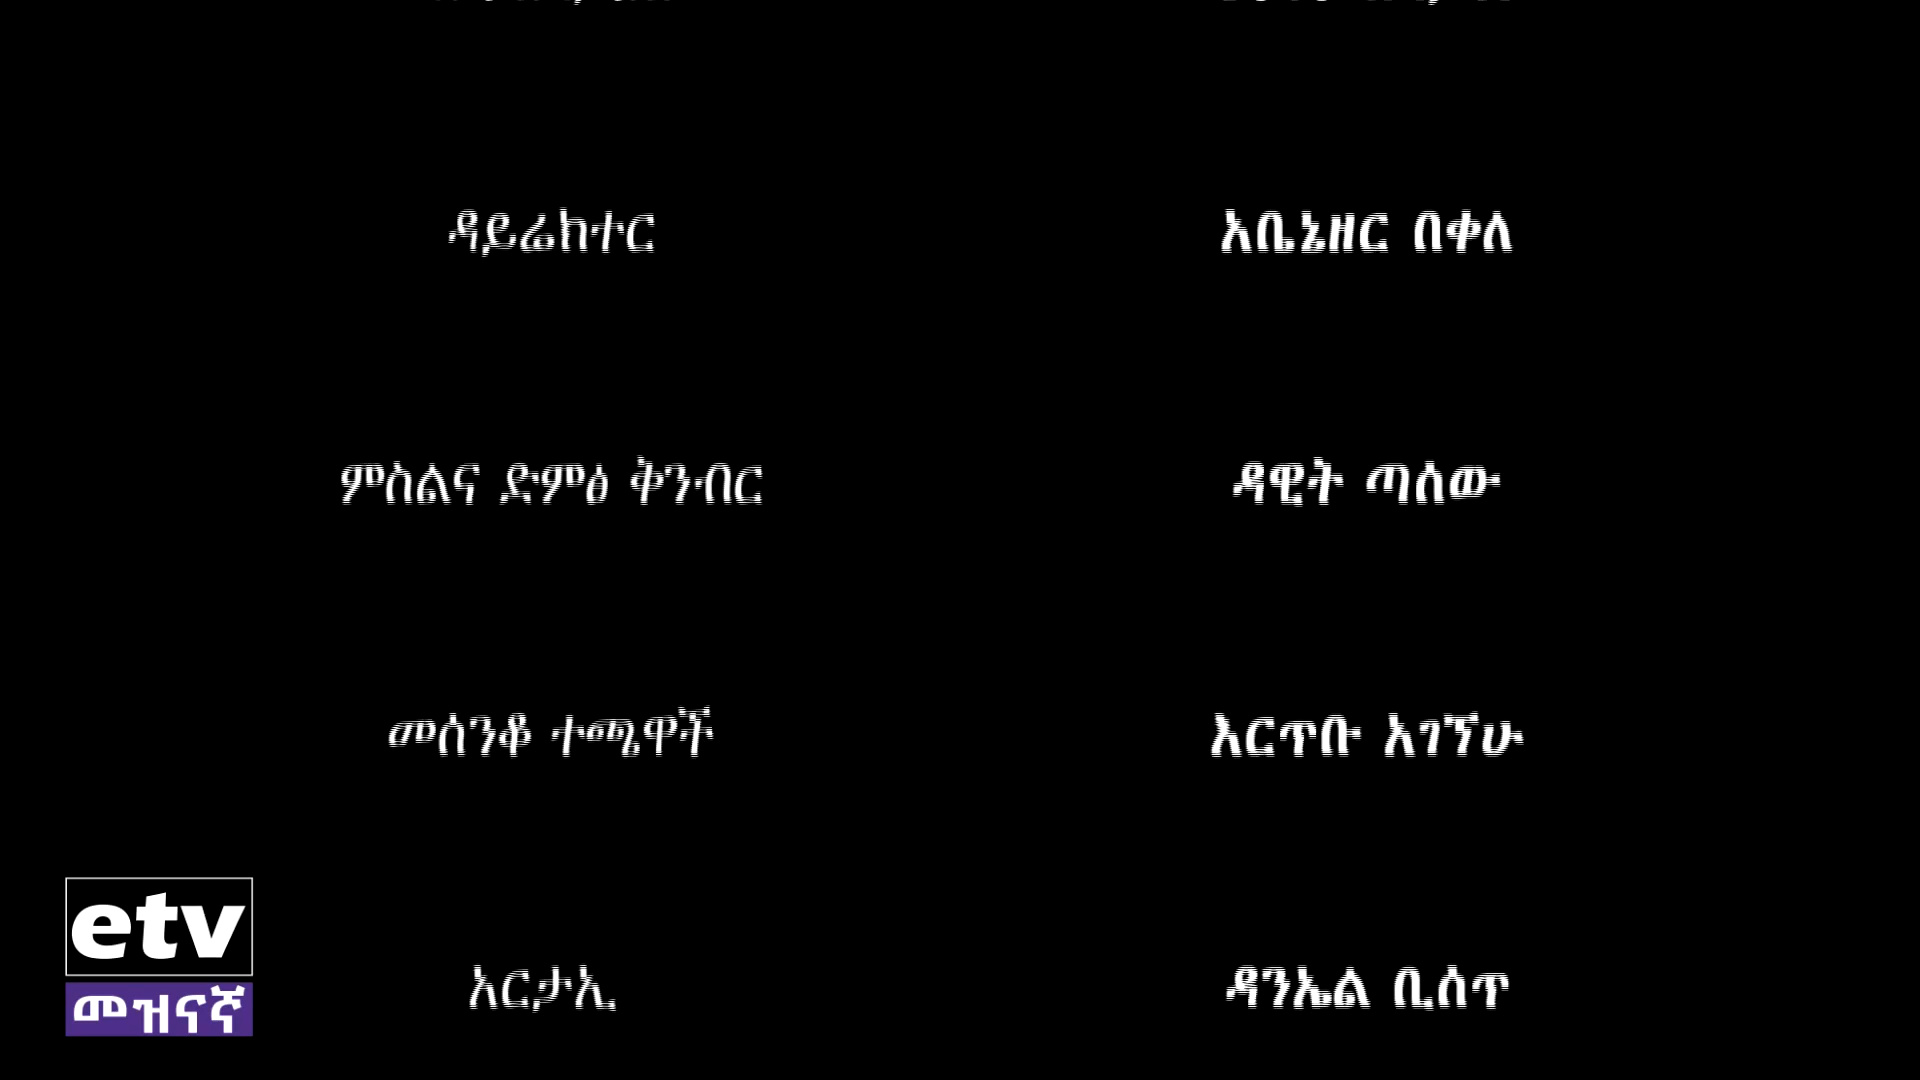 ዳይሬክተር አቤኔዘር በቀለ
ምስልና ድምፅ ቅንብር ዳዊት ጣሰው
መሰንቆ ተጫዋች እርጥቡ አገኘሁ
አርታኢ ዳንኤል ቢሰጥ
etv
መዝናኛ